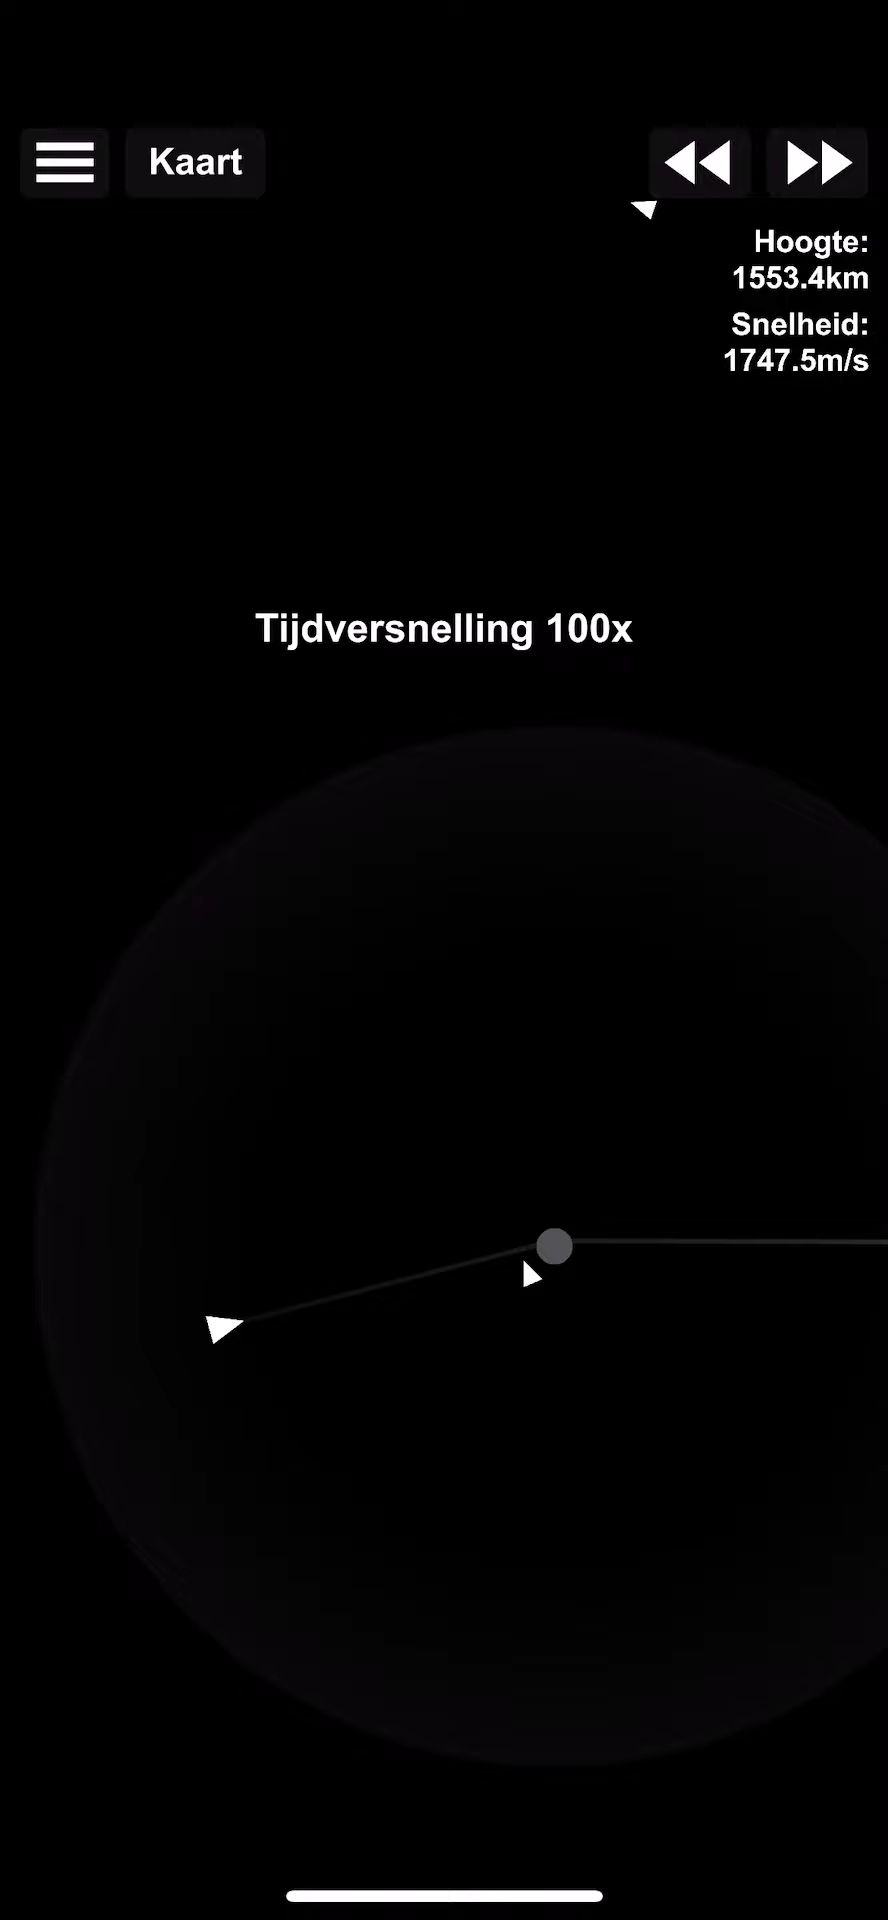 Kaart
Hoogte:
1553.4km
Snelheid:
1747.5m/s
Tijdversnelling 100x